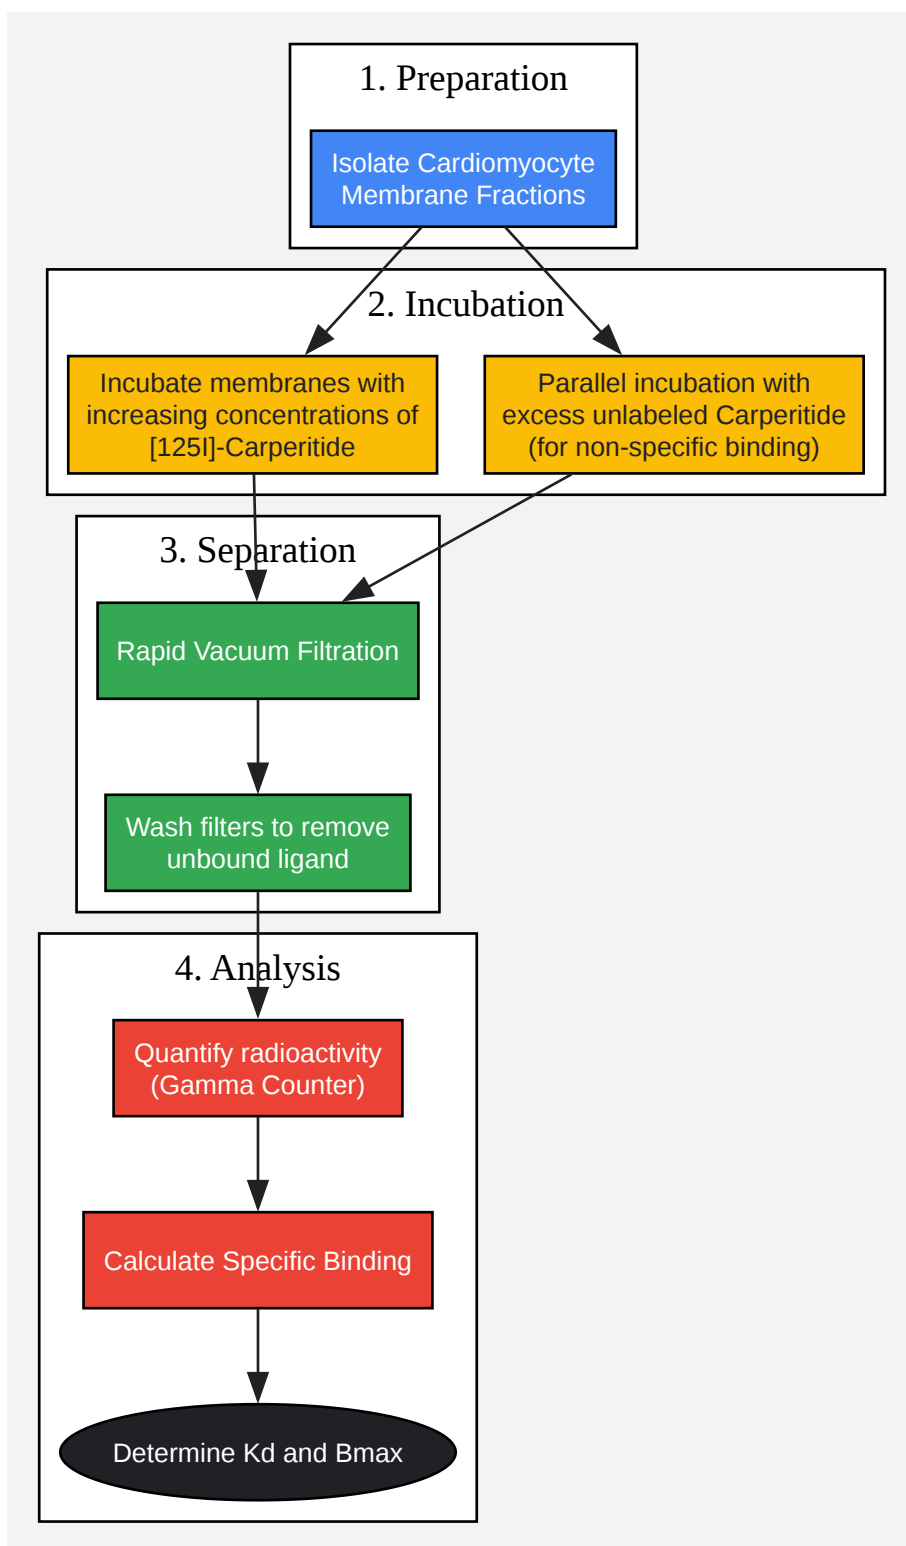 1. Preparation
Isolate Cardiomyocyte
Membrane Fractions
2. Incubation
Incubate membranes with
increasing concentrations of
[125I]-Carperitide
Parallel incubation with
excess unlabeled Carperitide
(for non-specific binding)
3. Separation
Rapid Vacuum Filtration
Wash filters to remove
unbound ligand
4. Analysis
Quantify radioactivity
(Gamma Counter)
Calculate Specific Binding
Determine Kd and Bmax